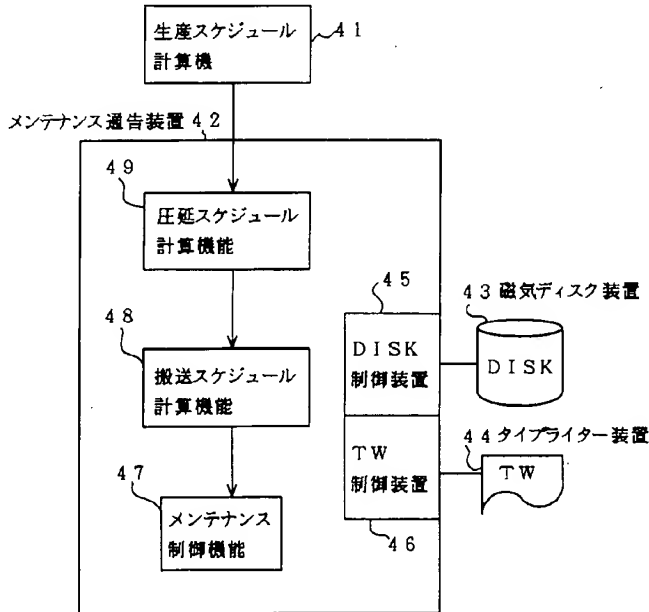 生産スケジュール
計算機
41
メンテナンス通告装置 42
49
圧延スケジュール
計算機能
48
搬送スケジュール
計算機能
47
メンテナンス
制御機能
45
DISK
制御装置
43 磁気ディスク装置
DISK
TW
制御装置
46
44 タイプライター装置
TW